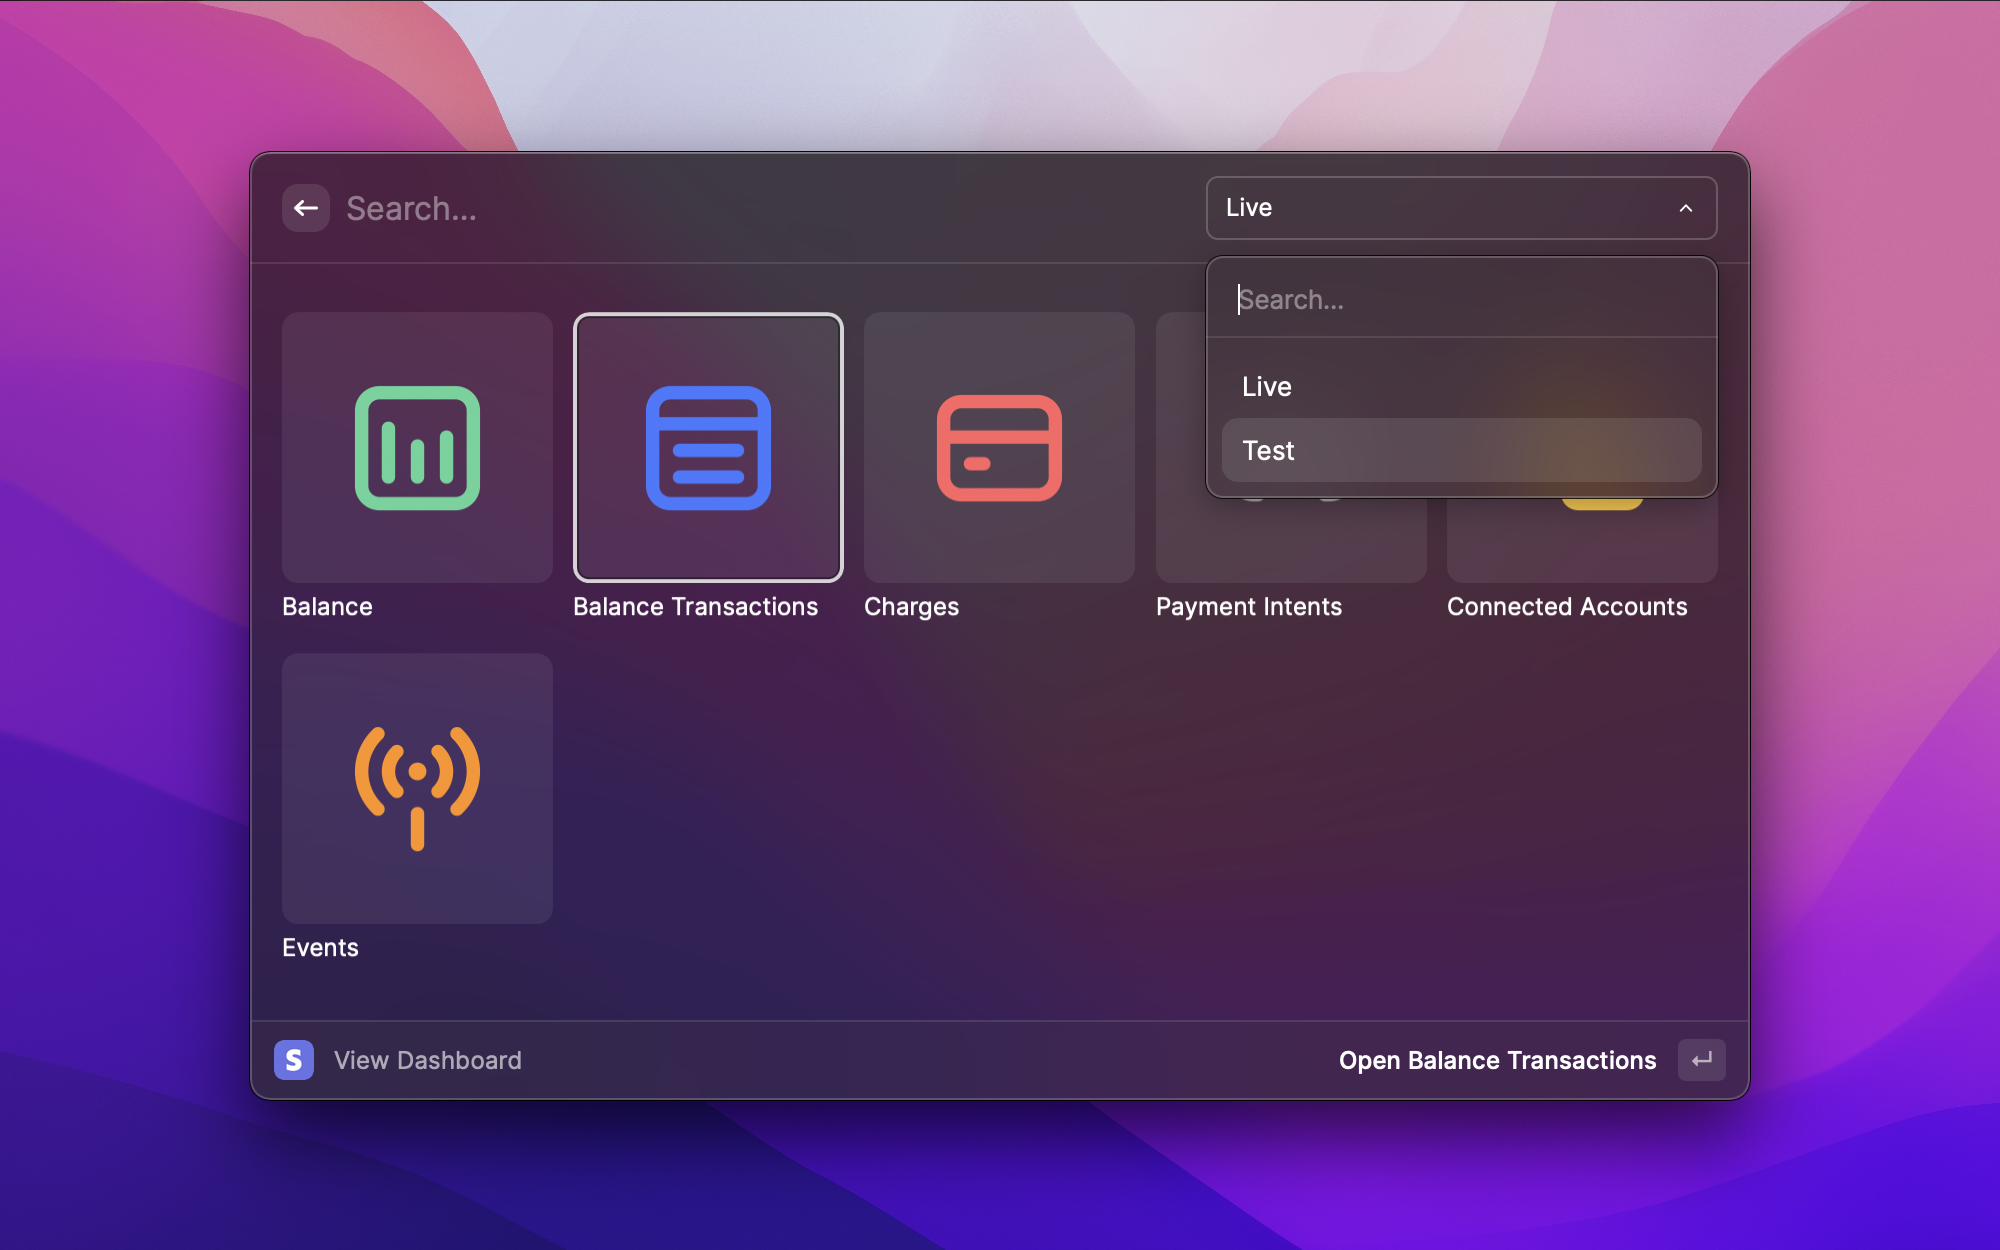 Search...
Live
Search...
Live
Test
Balance
Balance Transactions
Charges
Payment Intents
Connected Accounts
Events
S
View Dashboard
Open Balance Transactions